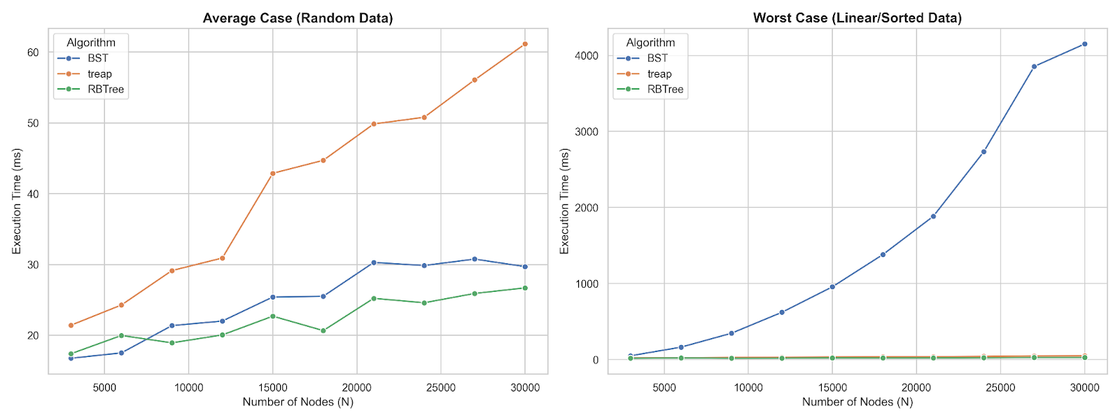 Average Case (Random Data)
Algorithm
BST
treap
RBTree
60
50
40
30
20
Execution Time (ms)
5000 10000 15000 20000 25000 30000
Number of Nodes (N)
Worst Case (Linear/Sorted Data)
Algorithm
BST
treap
RBTree
4000
3000
2000
1000
0
Execution Time (ms)
5000 10000 15000 20000 25000 30000
Number of Nodes (N)